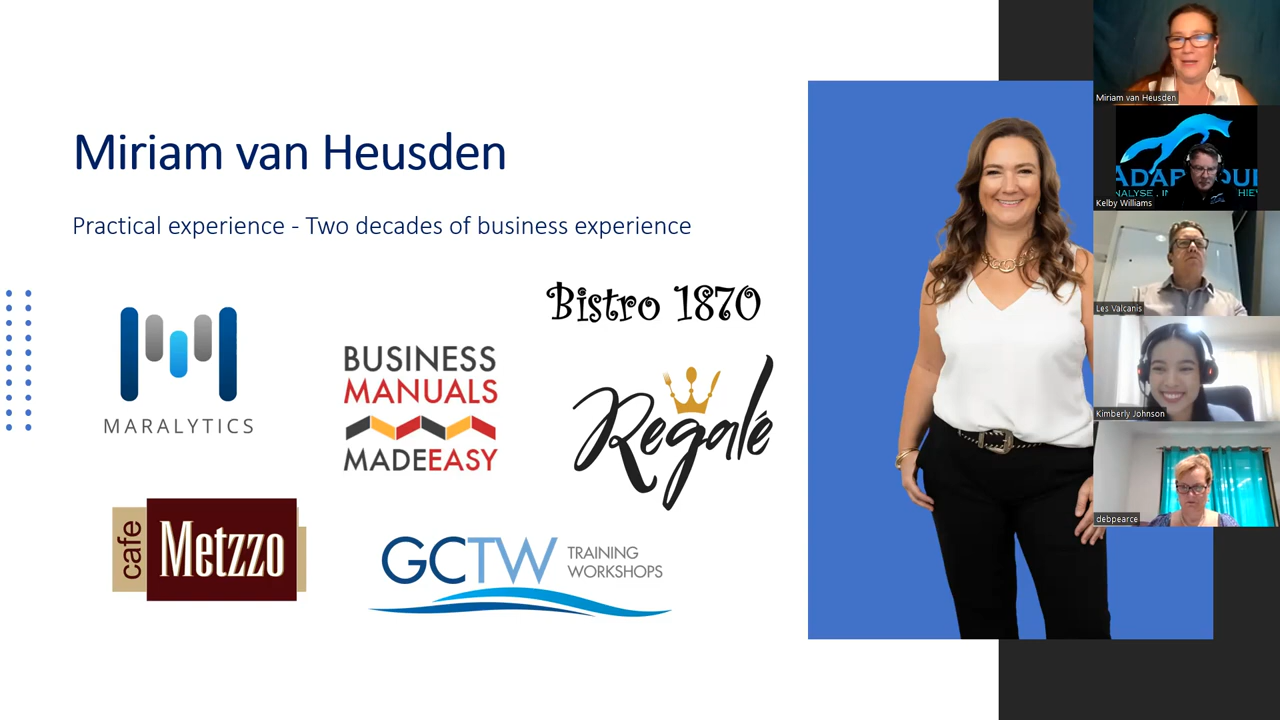 Miriam van Heusden
Practical experience - Two decades of business experience
Bistro 1870
MARALYTICS
BUSINESS
MANUALS
MADEEASY
Regalé
cafe
Metzzo
GCTW
TRAINING
WORKSHOPS
Miriam van Heusden
Kelby Williams
Les Valcanis
Kimberly Johnson
debpearce